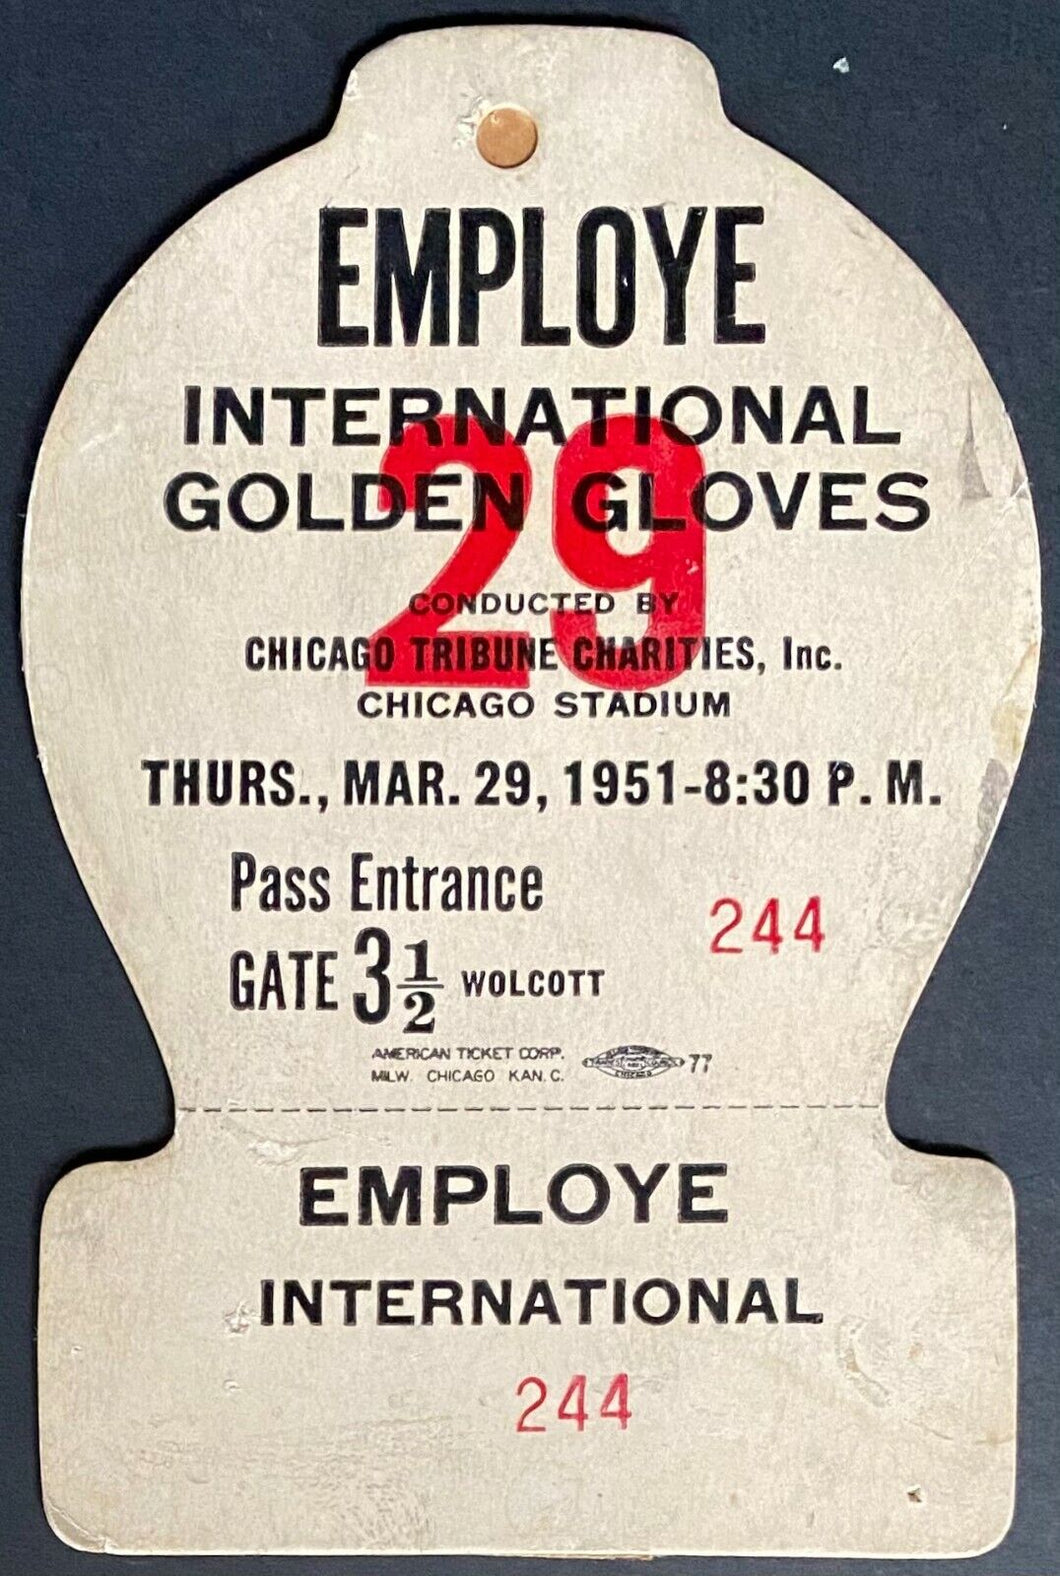 EMPLOYE
INTERNATIONAL
GOLDEN GLOVES
29
CONDUCTED BY
CHICAGO TRIBUNE CHARITIES, Inc.
CHICAGO STADIUM
THURS., MAR. 29, 1951-8:30 P. M.
Pass Entrance
244
GATE 3 1/2 WOLCOTT
AMERICAN TICKET CORP.
MILW. CHICAGO KAN. C.
77
EMPLOYE
INTERNATIONAL
244